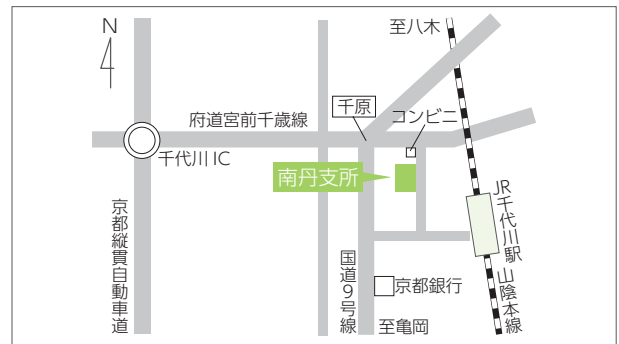 N
至八木
府道宮前千歳線
千原
コンビニ
千代川IC
南丹支所
京都縦貫自動車道
国道9号線
JR千代川駅
山陰本線
京都銀行
至亀岡